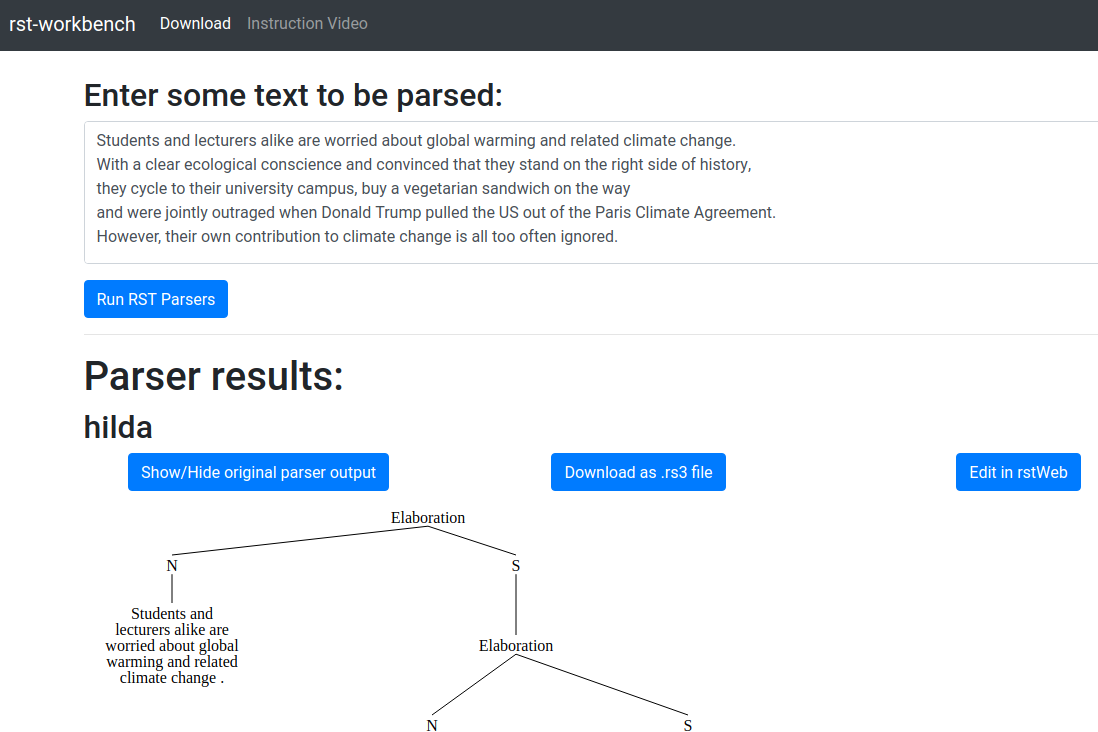 rst-workbench Download Instruction Video
Enter some text to be parsed:
Students and lecturers alike are worried about global warming and related climate change.
With a clear ecological conscience and convinced that they stand on the right side of history,
they cycle to their university campus, buy a vegetarian sandwich on the way
and were jointly outraged when Donald Trump pulled the US out of the Paris Climate Agreement.
However, their own contribution to climate change is all too often ignored.
Run RST Parsers
Parser results:
hilda
Show/Hide original parser output Download as .rs3 file Edit in rstWeb
Elaboration
N S
Students and
lecturers alike are
worried about global
warming and related
climate change .
Elaboration
N S